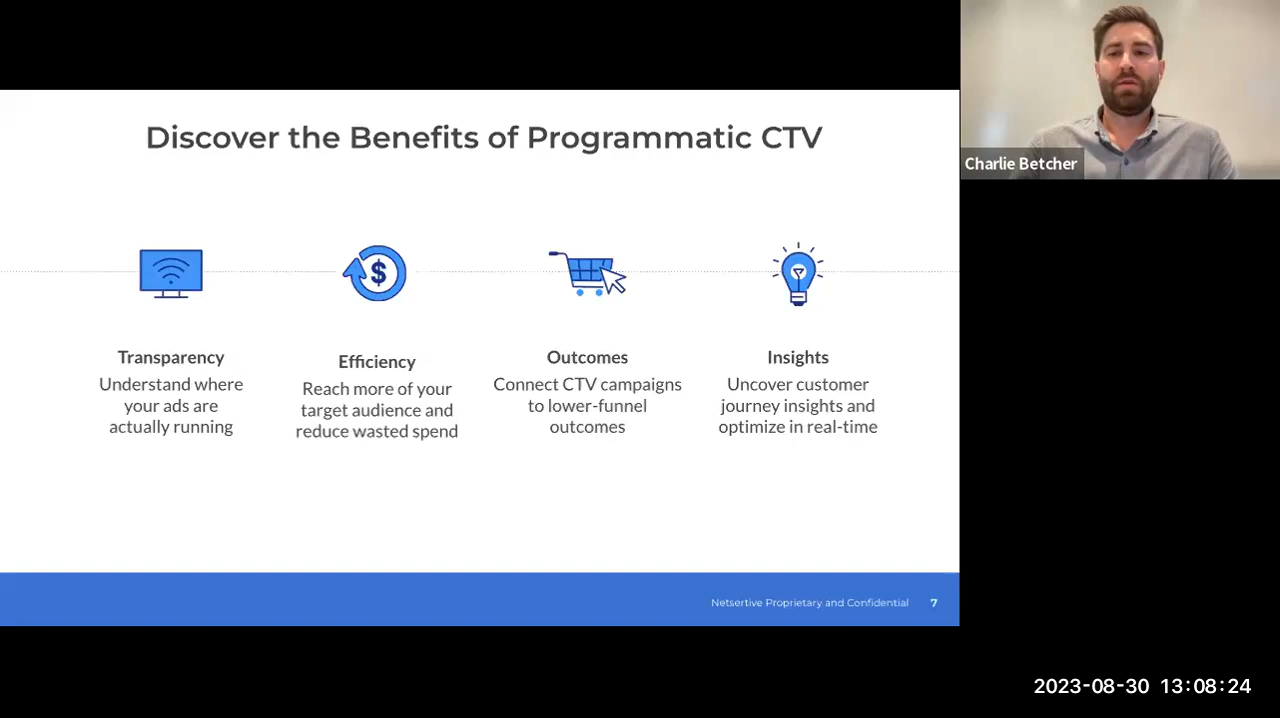 Discover the Benefits of Programmatic CTV
$
Transparency
Understand where
your ads are
actually running
Efficiency
Reach more of your
target audience and
reduce wasted spend
Outcomes
Connect CTV campaigns
to lower-funnel
outcomes
Insights
Uncover customer
journey insights and
optimize in real-time
Netsertive Proprietary and Confidential 7
Charlie Betcher
2023-08-30 13:08:24